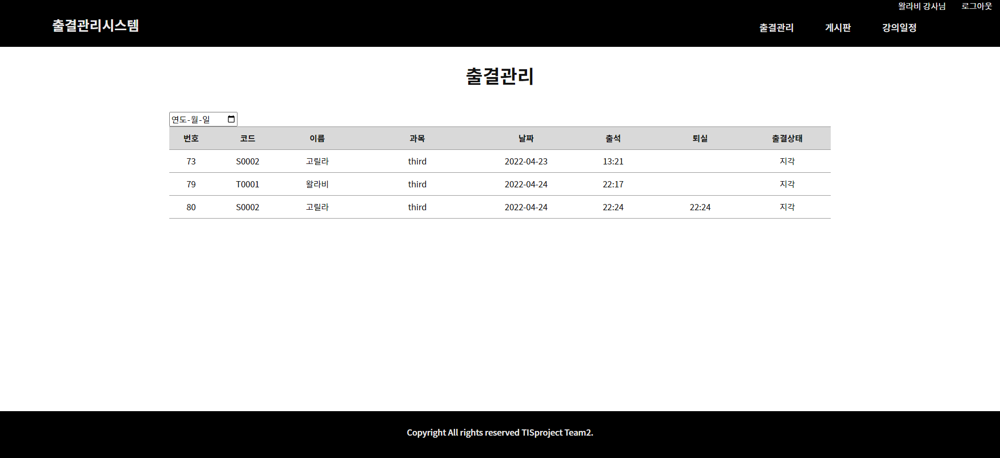 왈라비 강사님 로그아웃
출결관리시스템 출결관리 게시판 강의일정
출결관리
연도-월-일
번호 코드 이름 과목 날짜 출석 퇴실 출결상태
73 S0002 고릴라 third 2022-04-23 13:21 지각
79 T0001 왈라비 third 2022-04-24 22:17 지각
80 S0002 고릴라 third 2022-04-24 22:24 22:24 지각
Copyright All rights reserved TISproject Team2.